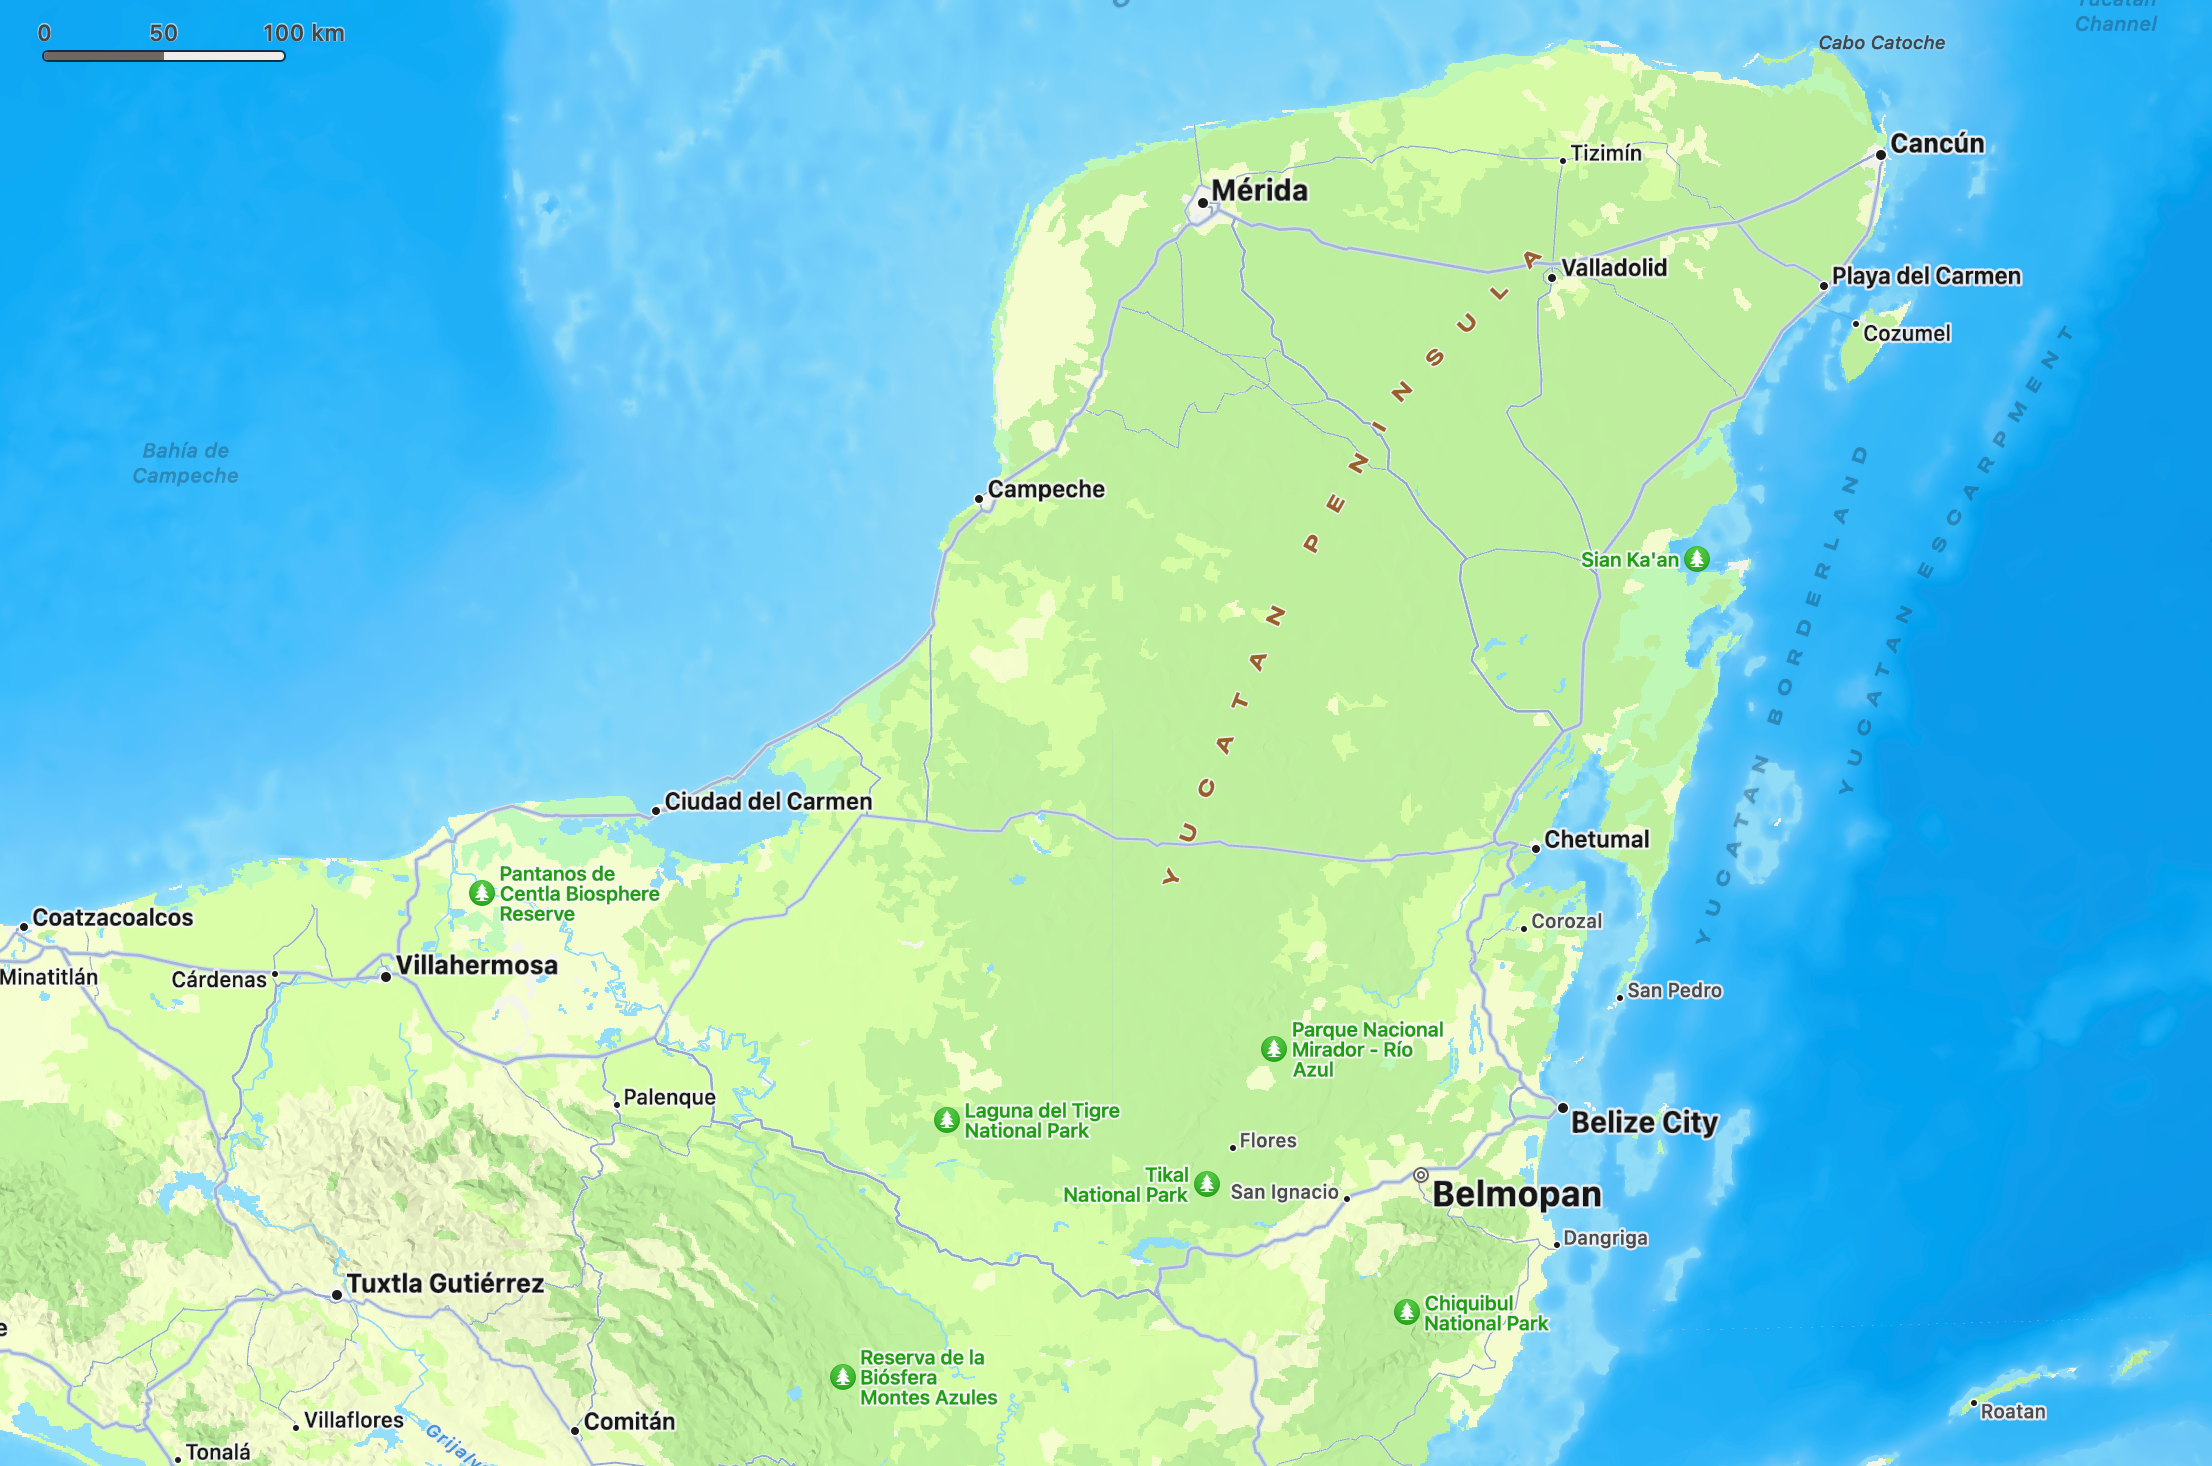 0 50 100 km
Yucatan
Channel
Cabo Catoche
Cancún
Tizimín
Mérida
Valladolid
Playa del Carmen
Cozumel
YUCATAN PENINSULA
Bahía de
Campeche
Campeche
Sian Ka'an
YUCATAN BORDERLAND
YUCATAN ESCARPMENT
Ciudad del Carmen
Chetumal
Pantanos de
Centla Biosphere
Reserve
Coatzacoalcos
Corozal
Minatitlán
Cárdenas
Villahermosa
San Pedro
Parque Nacional
Mirador - Río
Azul
Palenque
Laguna del Tigre
National Park
Belize City
Flores
Tikal
National Park
San Ignacio
Belmopan
Dangriga
Tuxtla Gutiérrez
Chiquibul
National Park
e
Reserva de la
Biósfera
Montes Azules
Roatan
Villaflores
Comitán
Grijalv
Tonalá